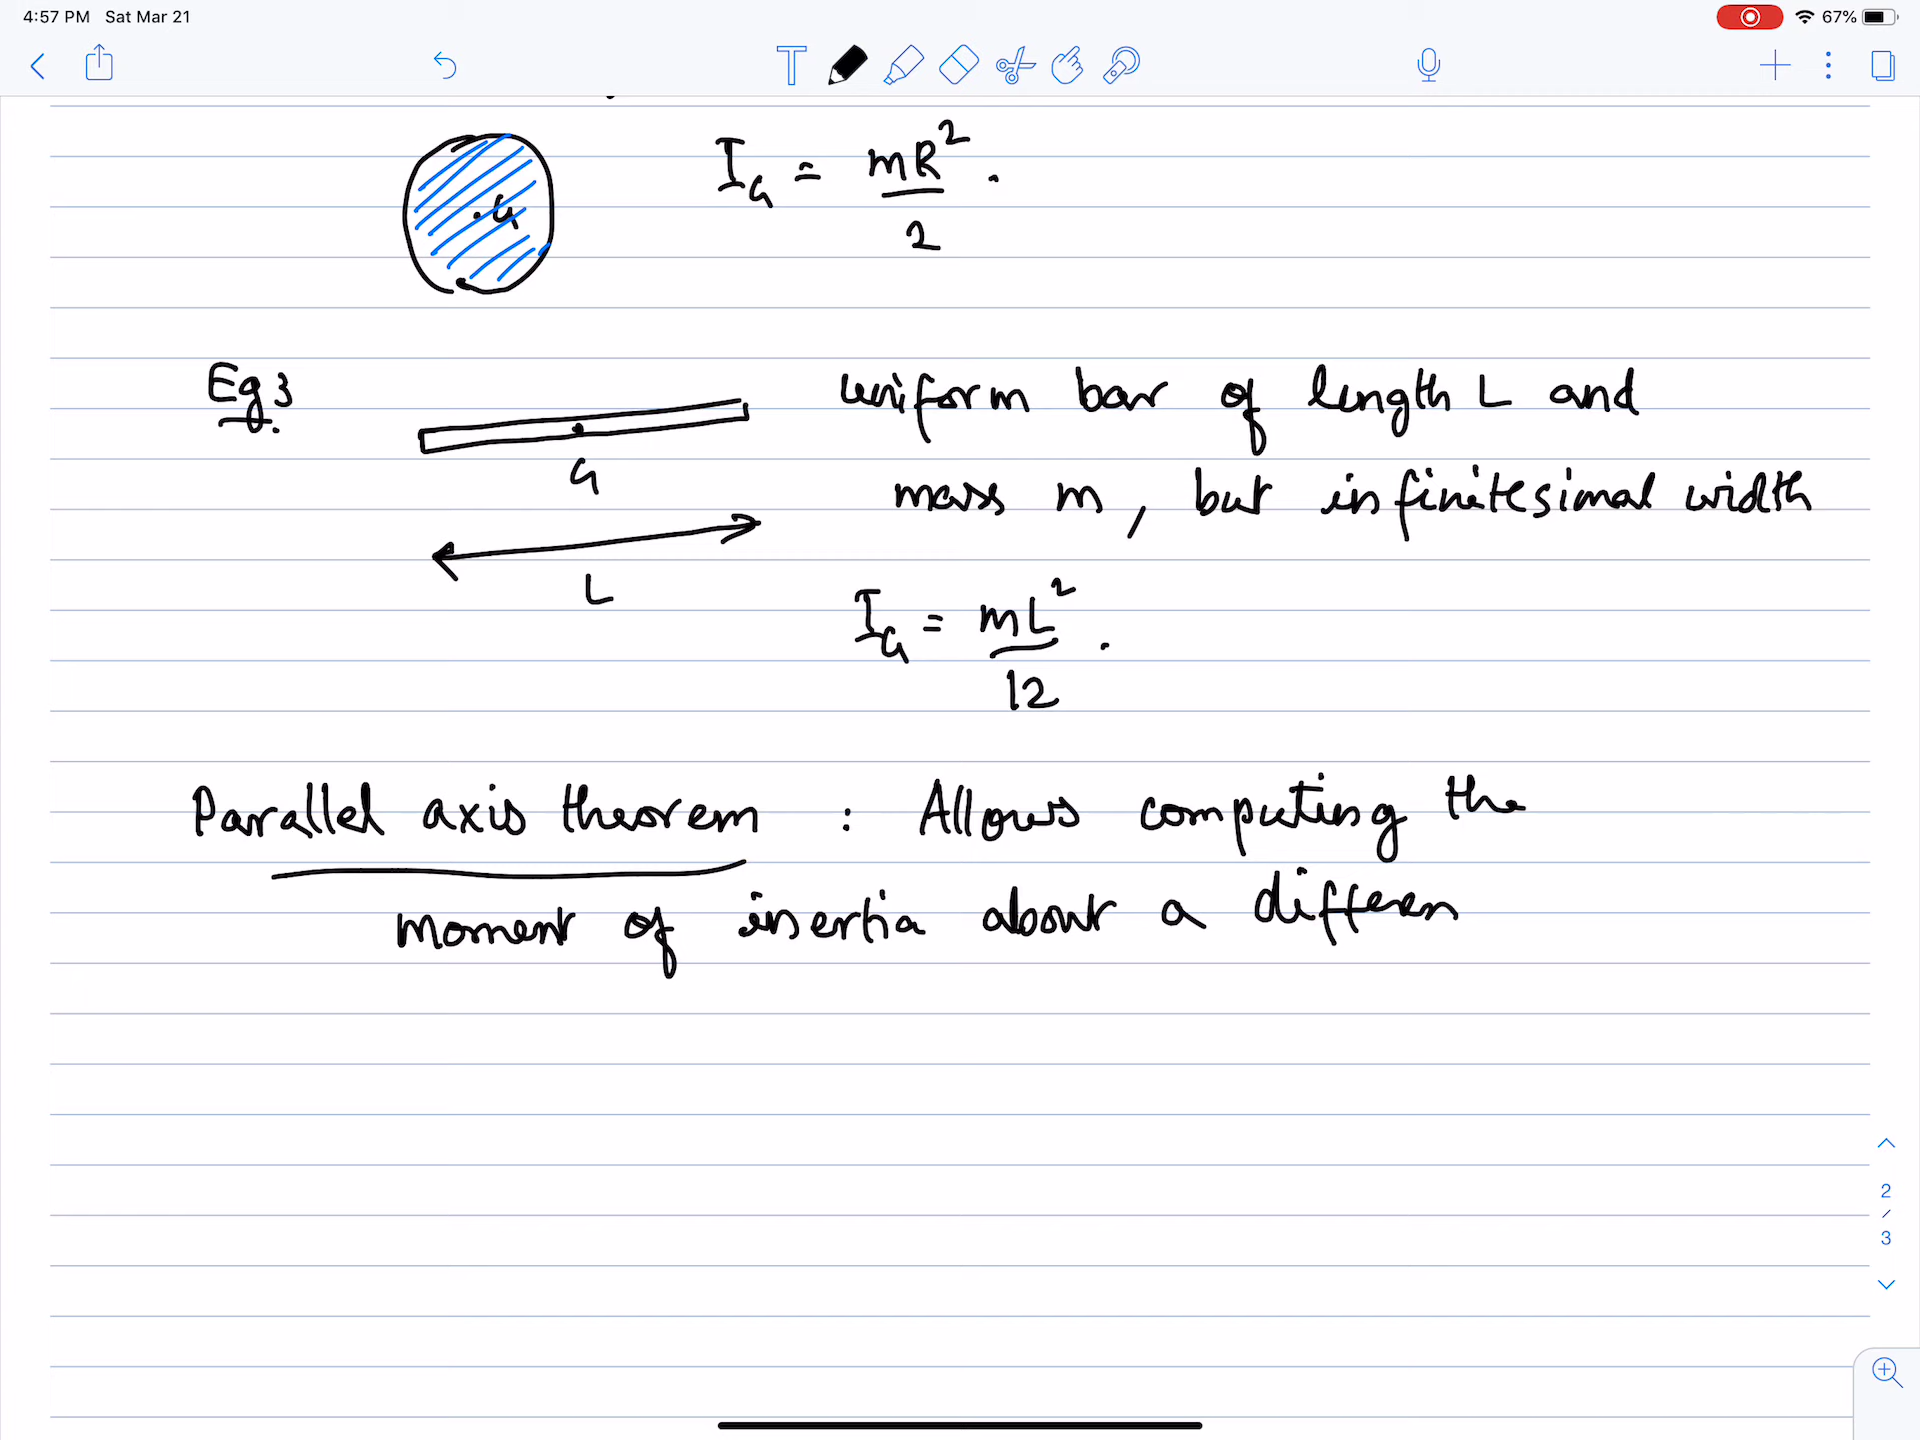 4:57 PM Sat Mar 21
67%
I_G = mR²/2 .
.G
Eg 3.
uniform bar of length L and
G
mass m, but infinitesimal width
L
I_G = mL²/12 .
Parallel axis theorem : Allows computing the
moment of inertia about a differen
2
/
3